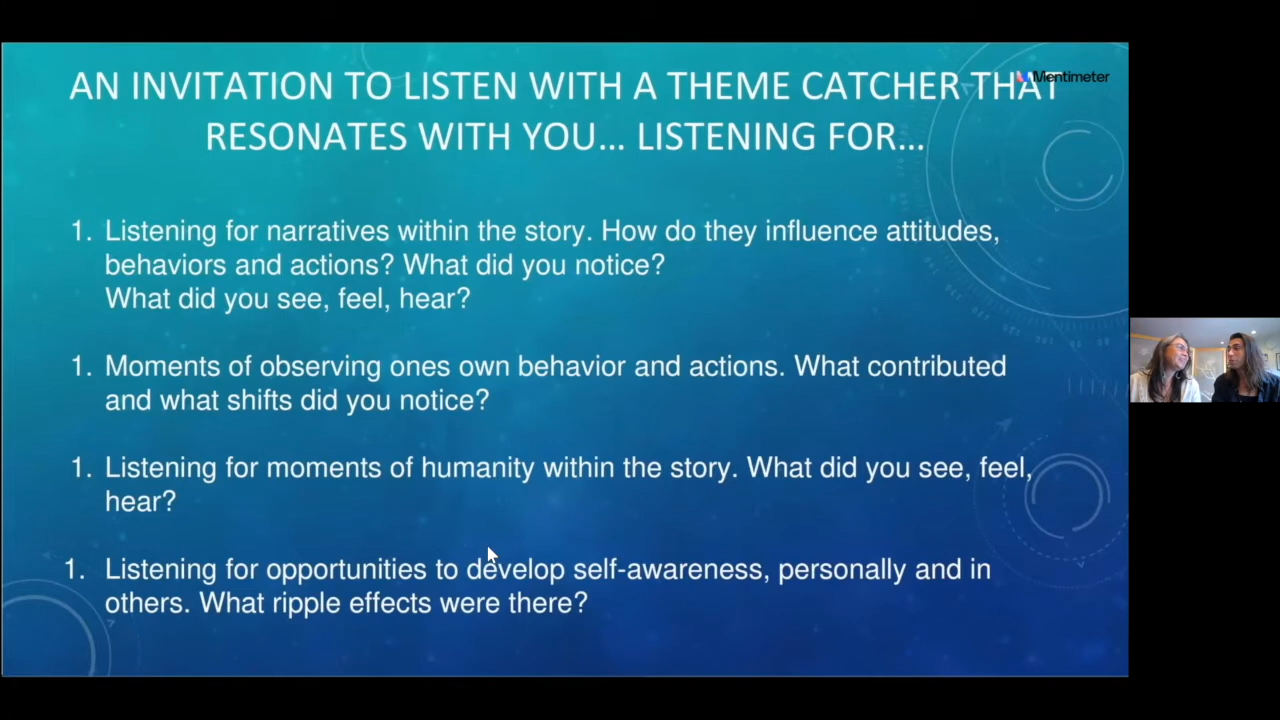 AN INVITATION TO LISTEN WITH A THEME CATCHER THAT
Mentimeter
RESONATES WITH YOU... LISTENING FOR...
1. Listening for narratives within the story. How do they influence attitudes,
behaviors and actions? What did you notice?
What did you see, feel, hear?
1. Moments of observing ones own behavior and actions. What contributed
and what shifts did you notice?
1. Listening for moments of humanity within the story. What did you see, feel,
hear?
1. Listening for opportunities to develop self-awareness, personally and in
others. What ripple effects were there?